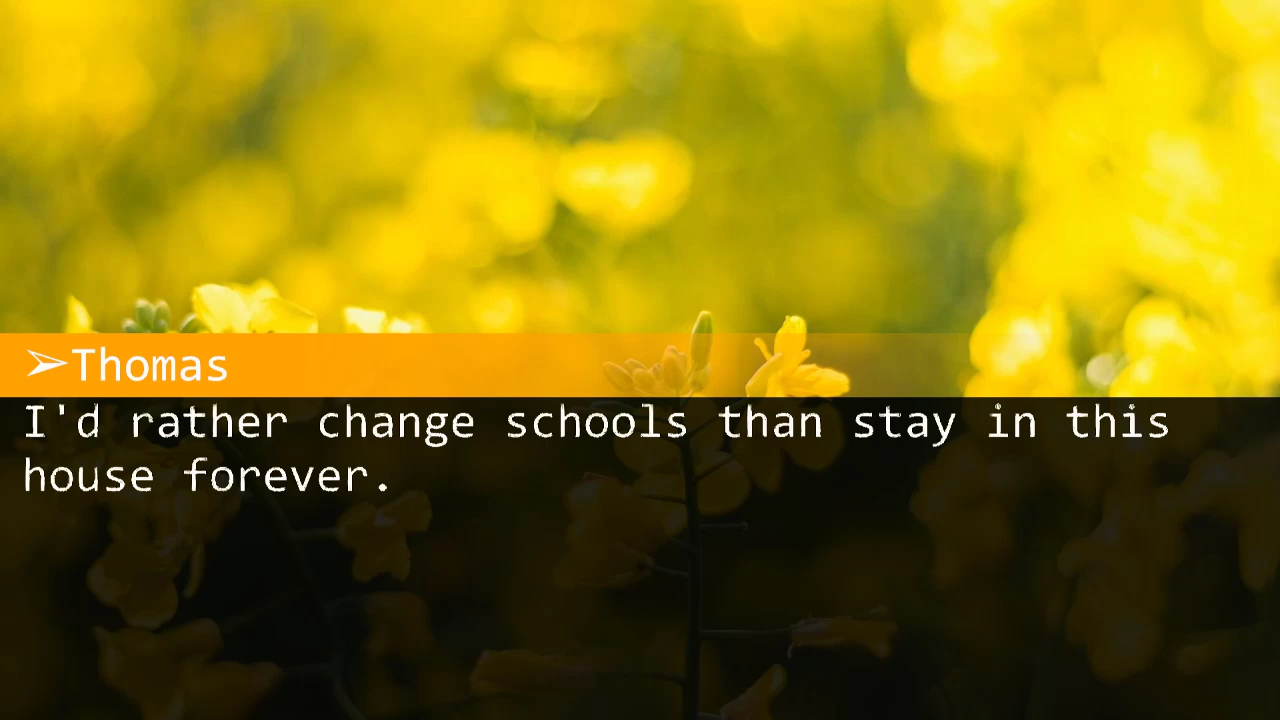 ➢Thomas
I'd rather change schools than stay in this
house forever.